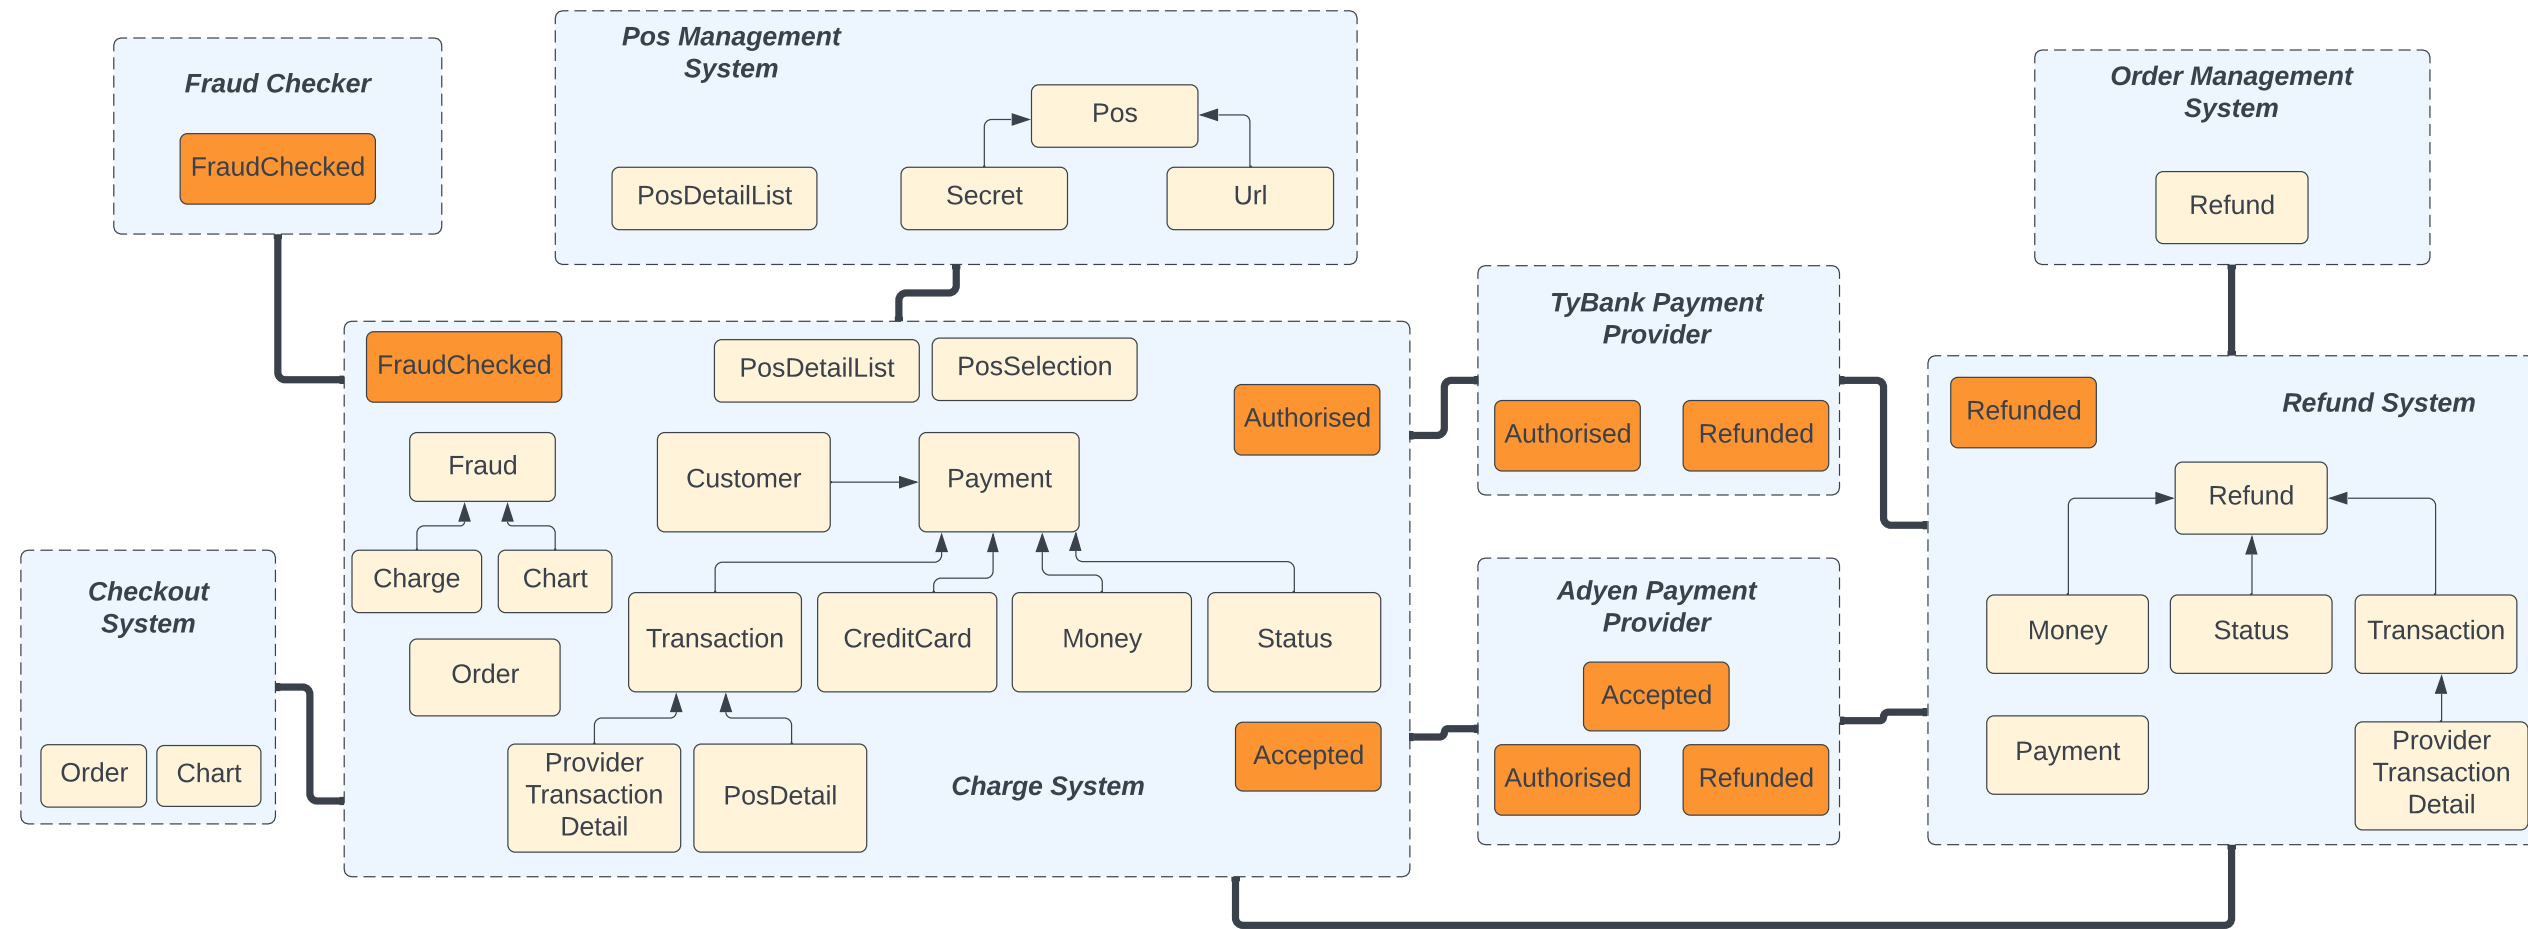 Fraud Checker
FraudChecked
Pos Management
System
Pos
PosDetailList
Secret
Url
Order Management
System
Refund
FraudChecked
PosDetailList
PosSelection
Authorised
Fraud
Customer
Payment
Charge
Chart
Transaction
CreditCard
Money
Status
Order
Provider
Transaction
Detail
PosDetail
Charge System
Accepted
Checkout
System
Order
Chart
TyBank Payment
Provider
Authorised
Refunded
Adyen Payment
Provider
Accepted
Authorised
Refunded
Refunded
Refund System
Refund
Money
Status
Transaction
Payment
Provider
Transaction
Detail